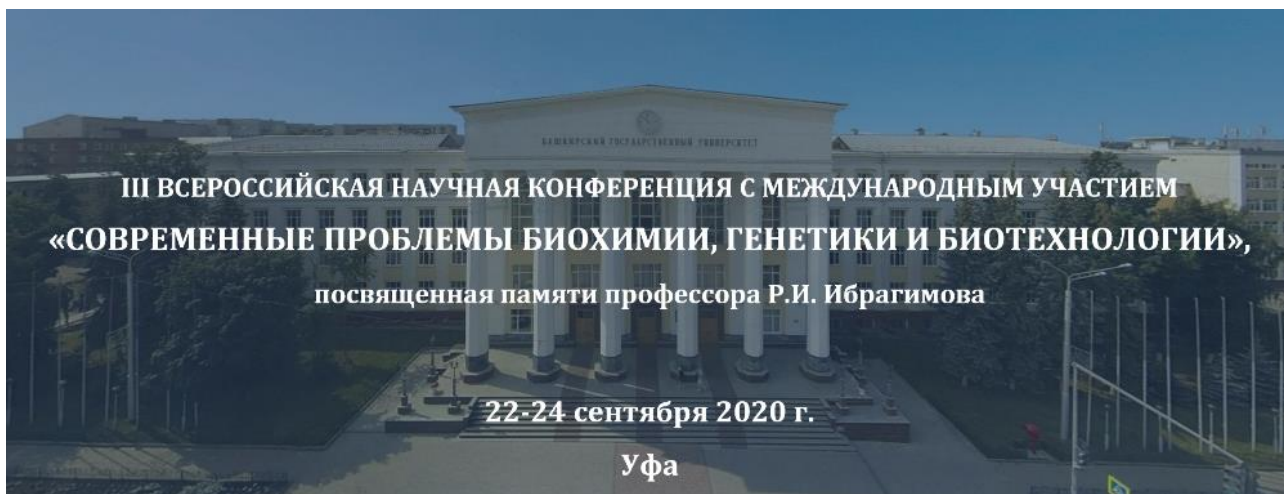 БАШКИРСКИЙ ГОСУДАРСТВЕННЫЙ УНИВЕРСИТЕТ
III ВСЕРОССИЙСКАЯ НАУЧНАЯ КОНФЕРЕНЦИЯ С МЕЖДУНАРОДНЫМ УЧАСТИЕМ
«СОВРЕМЕННЫЕ ПРОБЛЕМЫ БИОХИМИИ, ГЕНЕТИКИ И БИОТЕХНОЛОГИИ»,
посвященная памяти профессора Р.И. Ибрагимова
22-24 сентября 2020 г.
Уфа